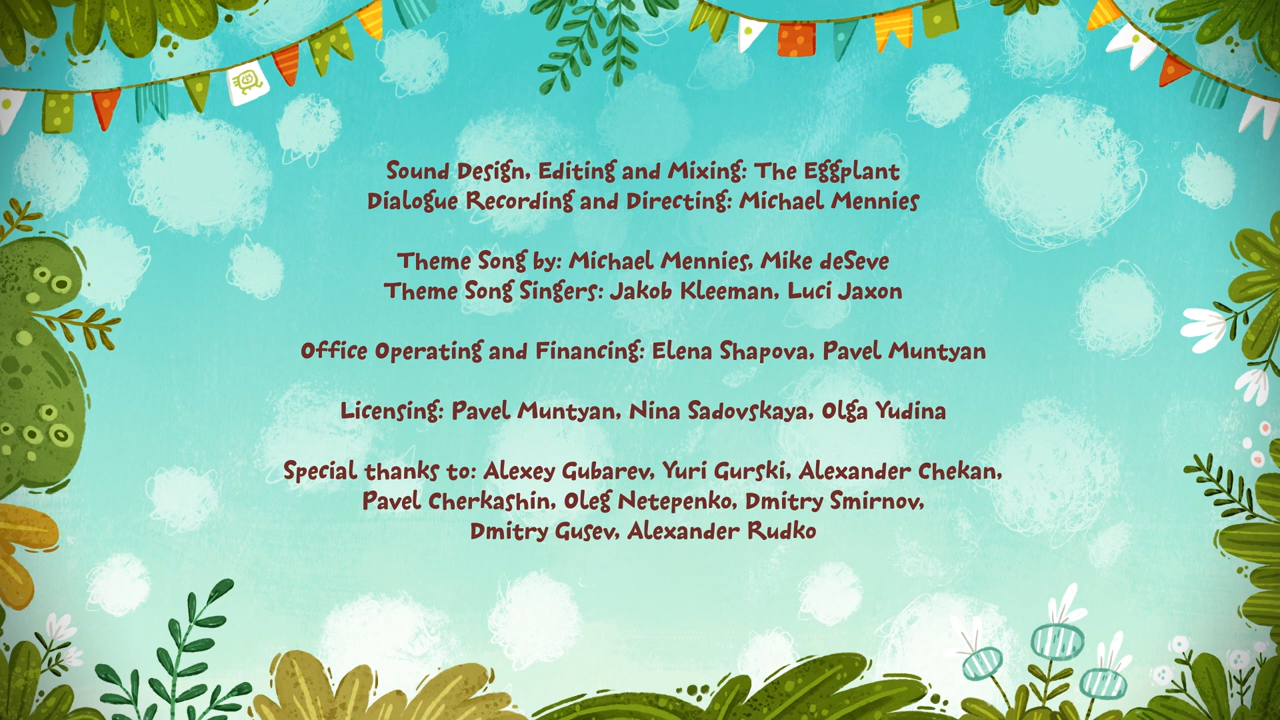 Sound Design, Editing and Mixing: The Eggplant
Dialogue Recording and Directing: Michael Mennies
Theme Song by: Michael Mennies, Mike deSeve
Theme Song Singers: Jakob Kleeman, Luci Jaxon
Office Operating and Financing: Elena Shapova, Pavel Muntyan
Licensing: Pavel Muntyan, Nina Sadovskaya, Olga Yudina
Special thanks to: Alexey Gubarev, Yuri Gurski, Alexander Chekan,
Pavel Cherkashin, Oleg Netepenko, Dmitry Smirnov,
Dmitry Gusev, Alexander Rudko